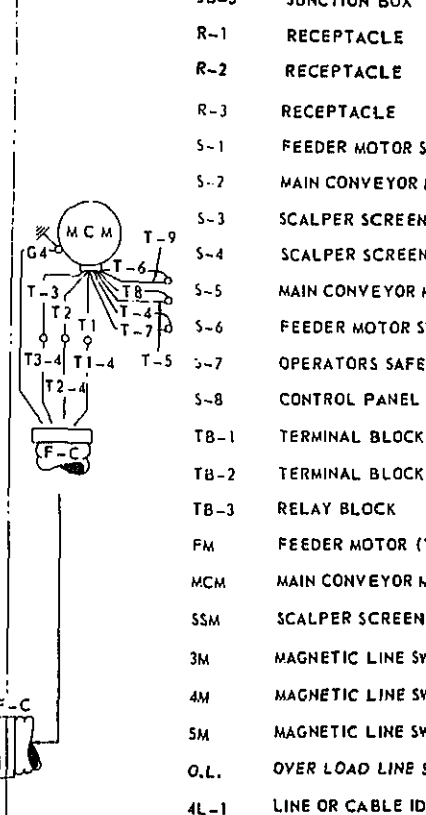 JUNCTION BOX
R-1 RECEPTACLE
R-2 RECEPTACLE
R-3 RECEPTACLE
S-1 FEEDER MOTOR S
S-2 MAIN CONVEYOR
S-3 SCALPER SCREEN
S-4 SCALPER SCREEN
S-5 MAIN CONVEYOR M
S-6 FEEDER MOTOR S
S-7 OPERATORS SAFE
S-8 CONTROL PANEL
TB-1 TERMINAL BLOCK
TB-2 TERMINAL BLOCK
TB-3 RELAY BLOCK
FM FEEDER MOTOR
MCM MAIN CONVEYOR M
SSM SCALPER SCREEN
3M MAGNETIC LINE SW
4M MAGNETIC LINE SW
5M MAGNETIC LINE SW
O.L. OVER LOAD LINE S
4L-1 LINE OR CABLE ID
MCM
G4
T-9
T-6
T-3
T8
T2
T-4
T1
T-7
T3-4
T1-4
T-5
T2-4
F-C
F-C